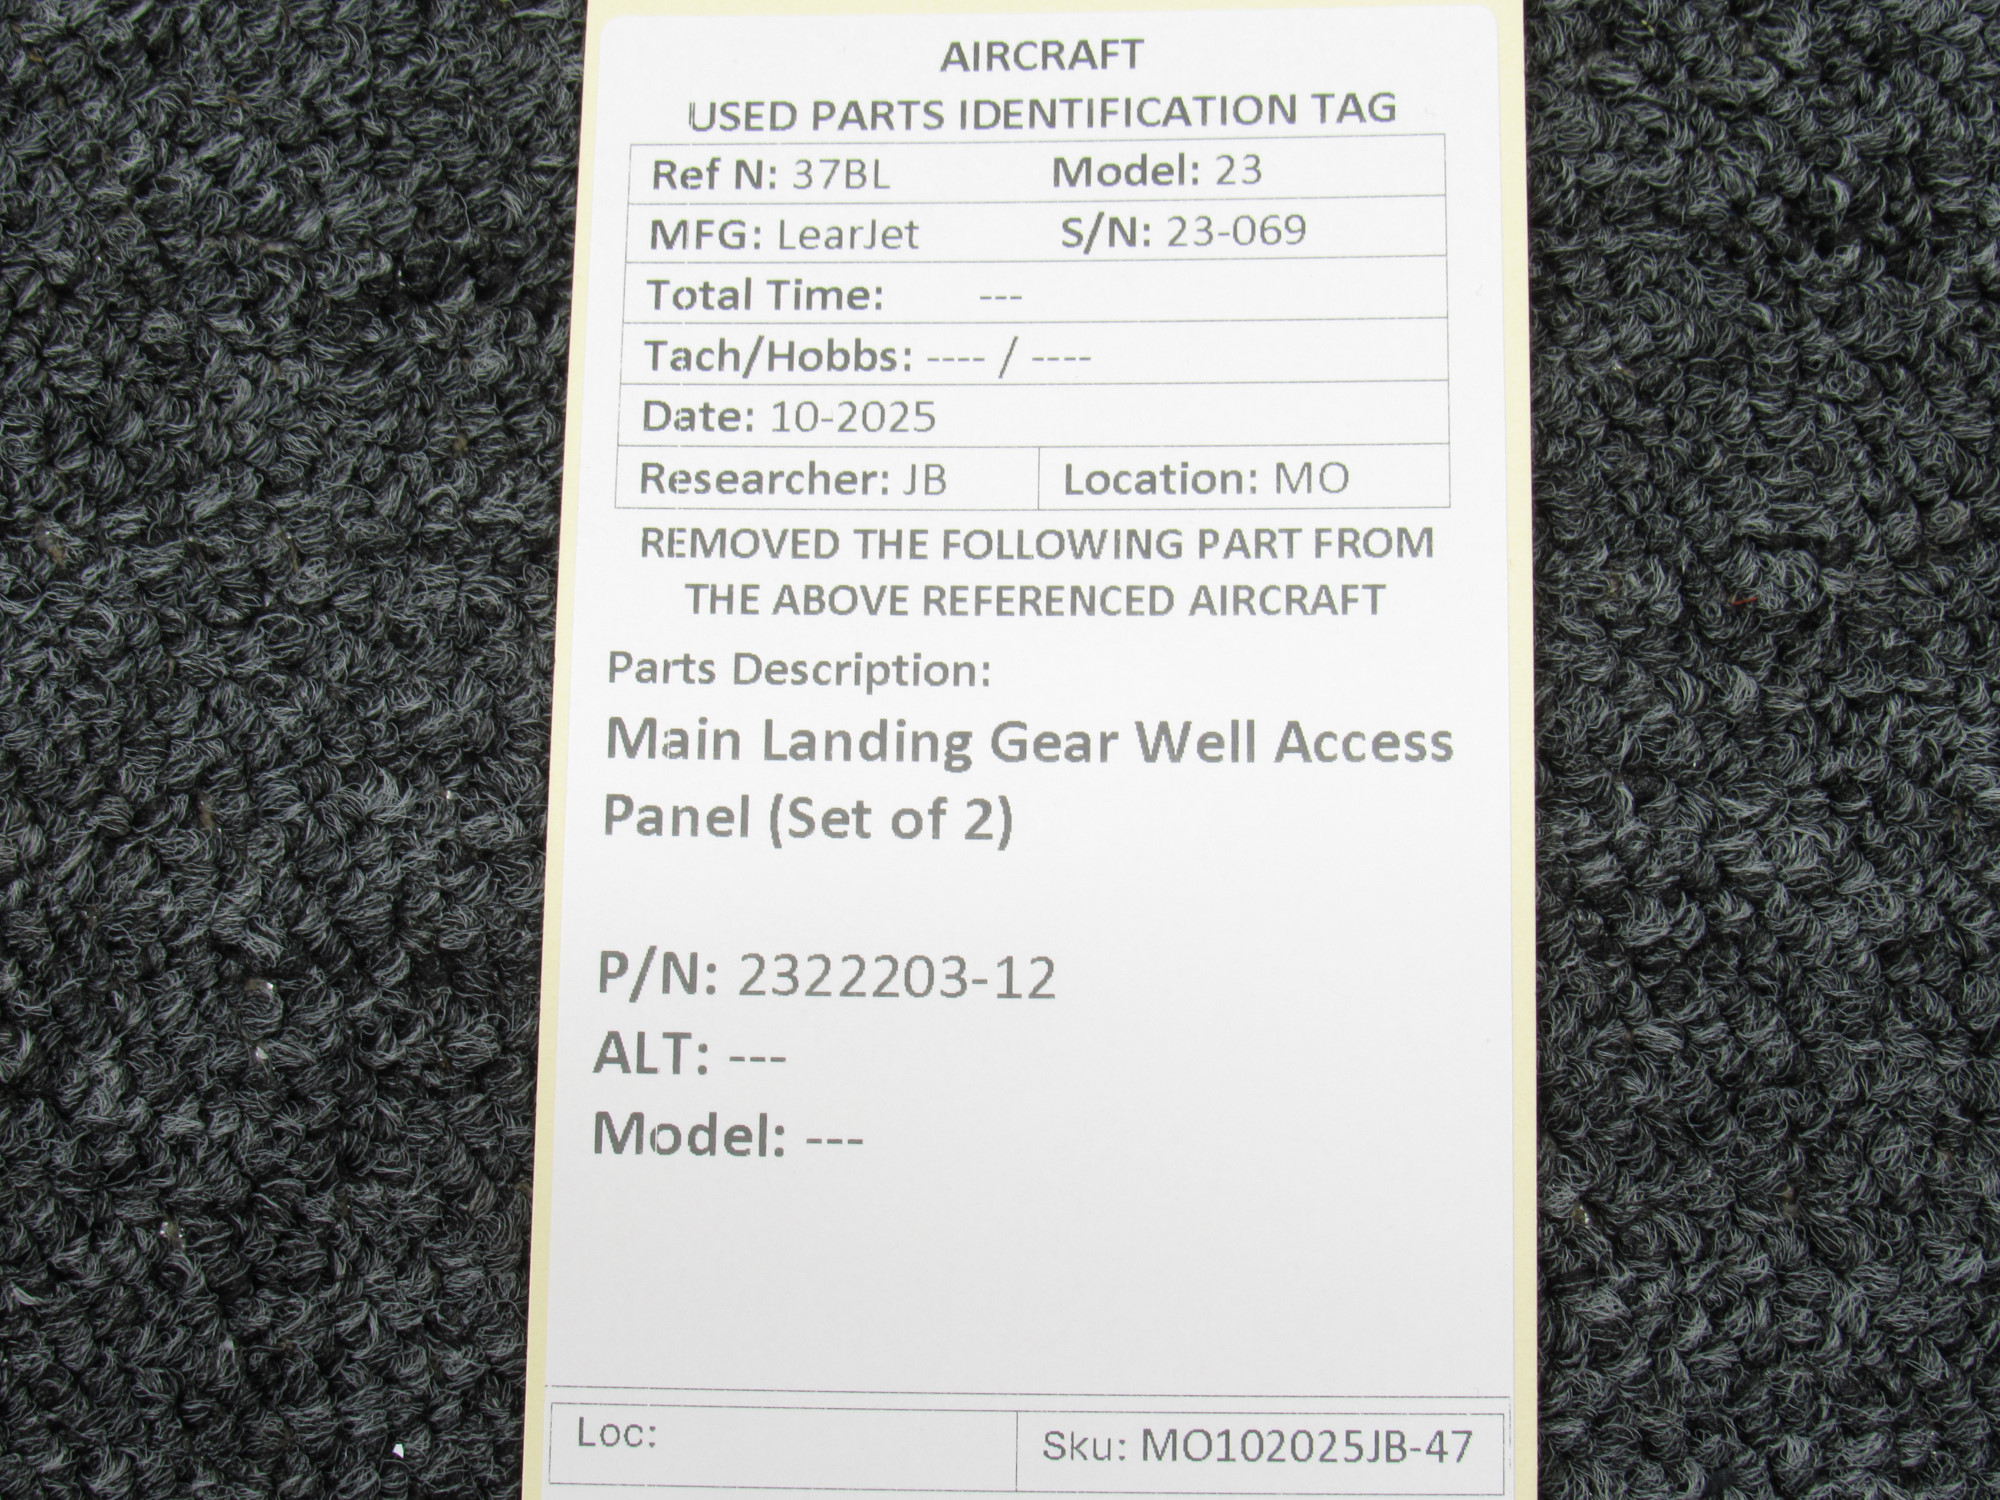 AIRCRAFT
USED PARTS IDENTIFICATION TAG
Ref N: 37BL Model: 23
MFG: LearJet S/N: 23-069
Total Time: ---
Tach/Hobbs: ---- / ----
Date: 10-2025
Researcher: JB Location: MO
REMOVED THE FOLLOWING PART FROM
THE ABOVE REFERENCED AIRCRAFT
Parts Description:
Main Landing Gear Well Access
Panel (Set of 2)
P/N: 2322203-12
ALT: ---
Model: ---
Loc: Sku: MO102025JB-47